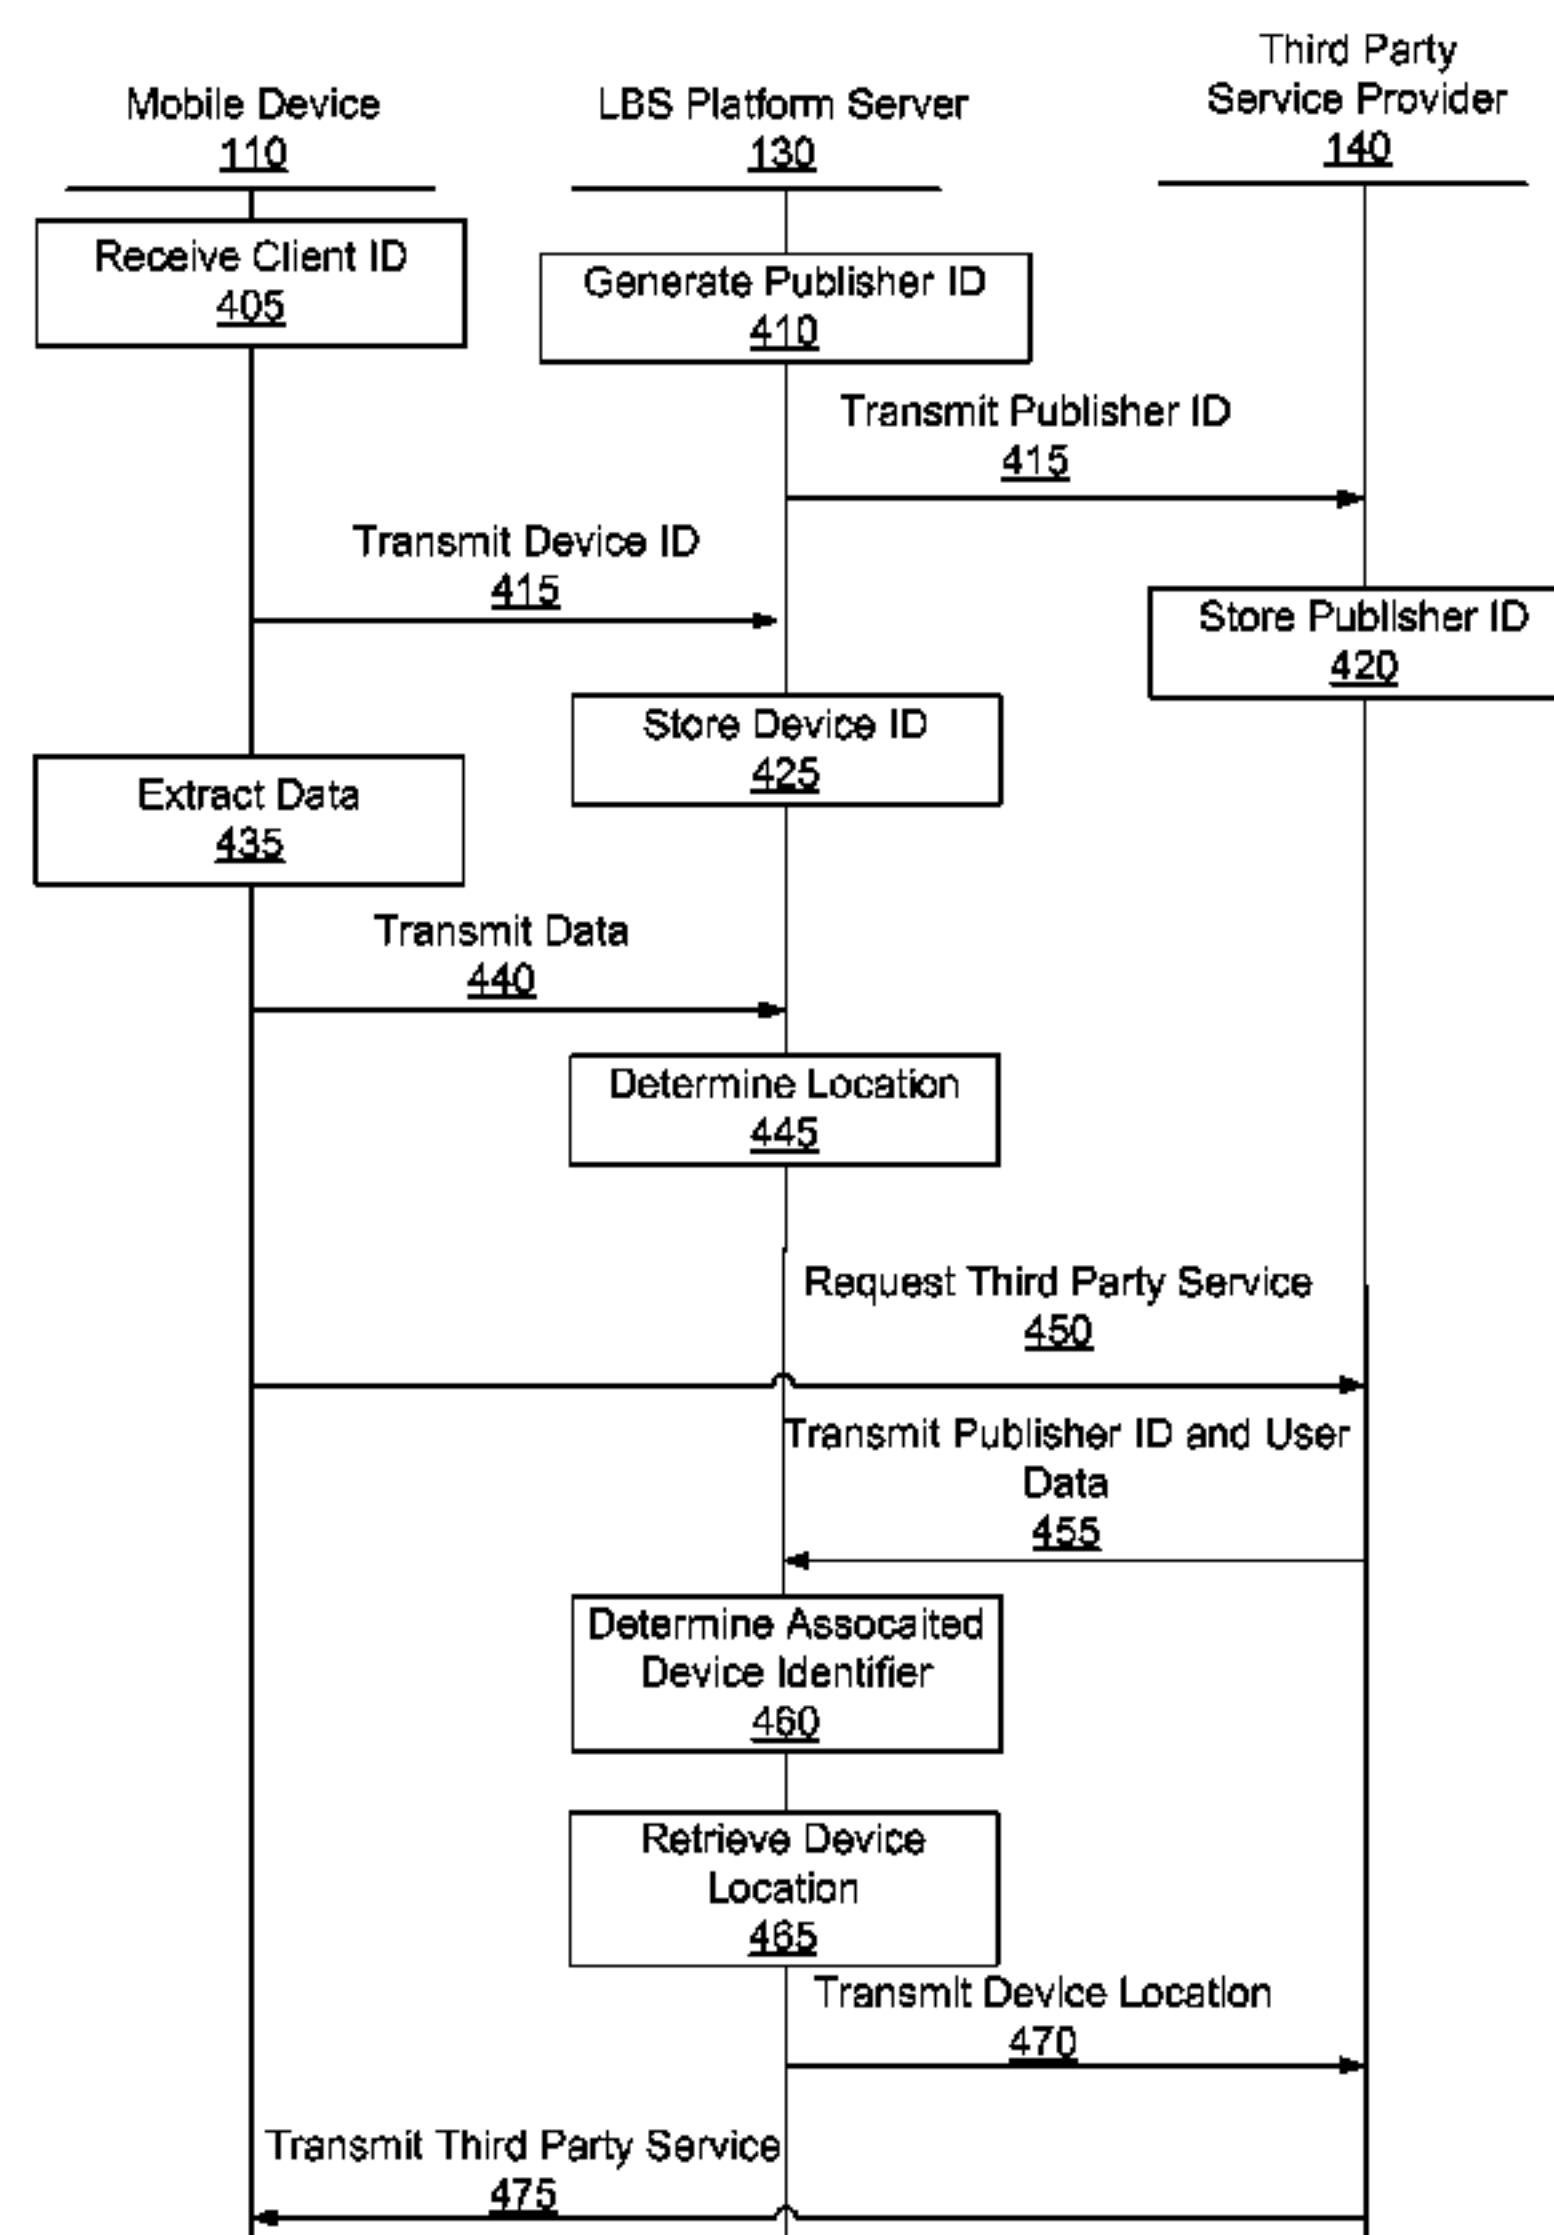 Third Party
Service Provider
140
Mobile Device
110
LBS Platform Server
130
Receive Client ID
405
Generate Publisher ID
410
Transmit Publisher ID
415
Transmit Device ID
415
Store Publisher ID
420
Store Device ID
425
Extract Data
435
Transmit Data
440
Determine Location
445
Request Third Party Service
450
Transmit Publisher ID and User
Data
455
Determine Assocaited
Device Identifier
460
Retrieve Device
Location
465
Transmit Device Location
470
Transmit Third Party Service
475